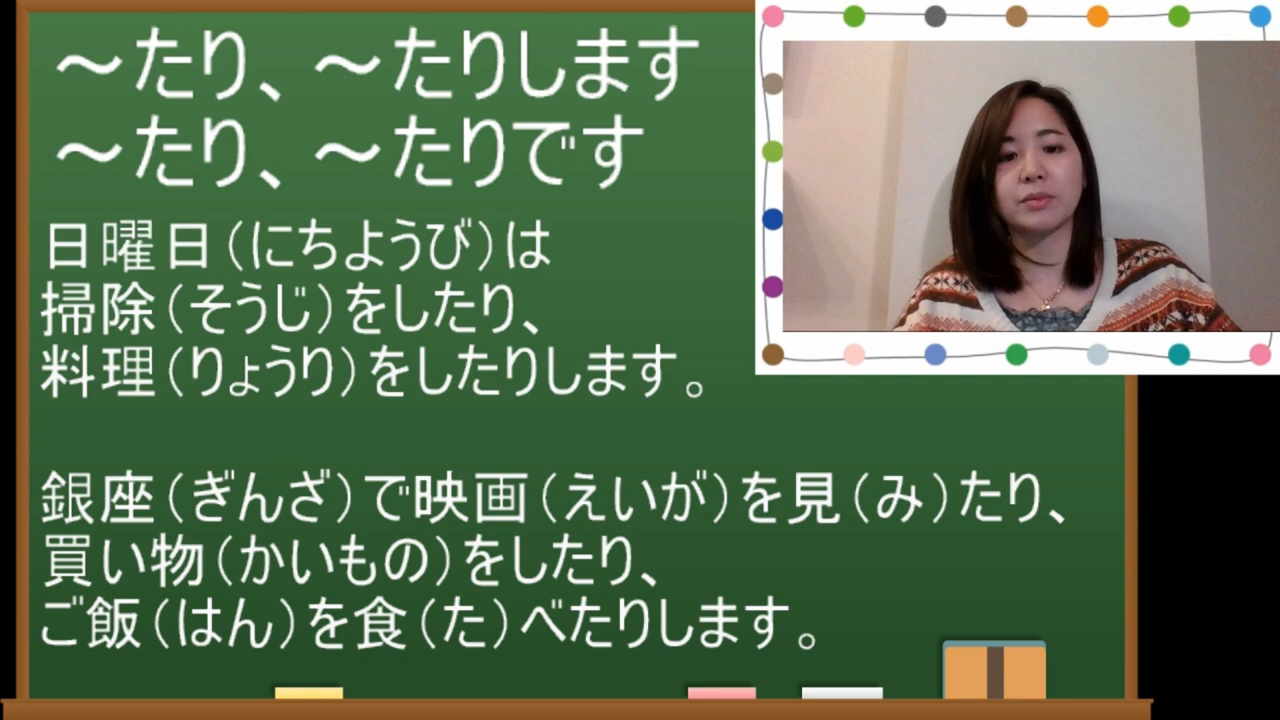 ～たり、～たりします
～たり、～たりです
日曜日（にちようび）は
掃除（そうじ）をしたり、
料理（りょうり）をしたりします。
銀座（ぎんざ）で映画（えいが）を見（み）たり、
買い物（かいもの）をしたり、
ご飯（はん）を食（た）べたりします。